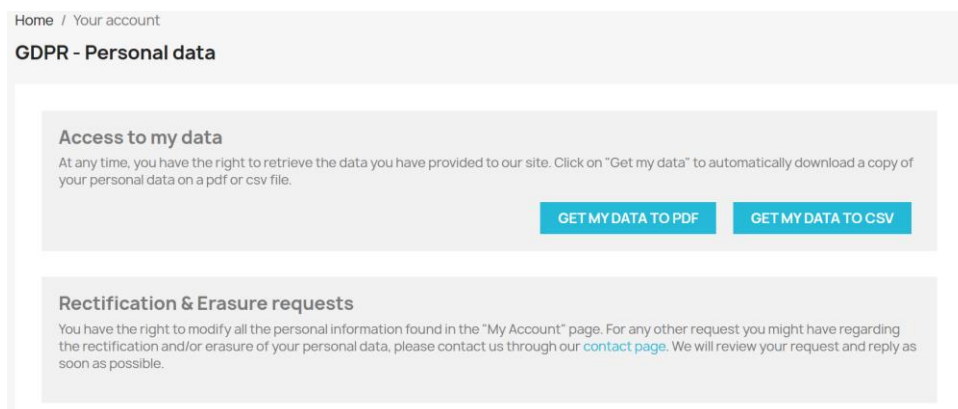 Home / Your account
GDPR - Personal data
Access to my data
At any time, you have the right to retrieve the data you have provided to our site. Click on "Get my data" to automatically download a copy of
your personal data on a pdf or csv file.
GET MY DATA TO PDF GET MY DATA TO CSV
Rectification & Erasure requests
You have the right to modify all the personal information found in the "My Account" page. For any other request you might have regarding
the rectification and/or erasure of your personal data, please contact us through our contact page. We will review your request and reply as
soon as possible.